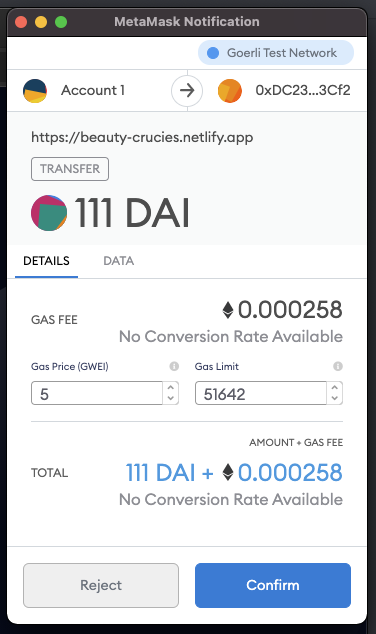 MetaMask Notification
Goerli Test Network
Account 1
0xDC23...3Cf2
https://beauty-crucies.netlify.app
TRANSFER
111 DAI
DETAILS
DATA
GAS FEE
0.000258
No Conversion Rate Available
Gas Price (GWEI)
Gas Limit
5
51642
AMOUNT + GAS FEE
TOTAL
111 DAI + 0.000258
No Conversion Rate Available
Reject
Confirm